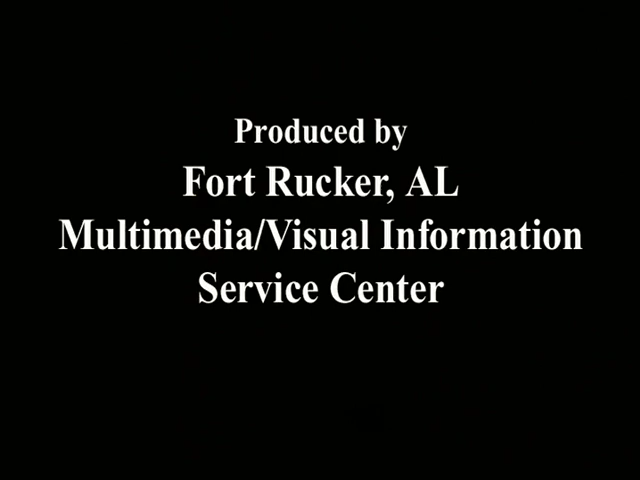 Produced by
Fort Rucker, AL
Multimedia/Visual Information
Service Center